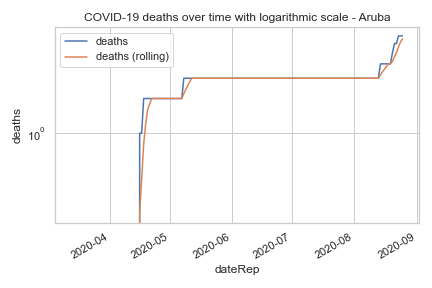 COVID-19 deaths over time with logarithmic scale - Aruba
deaths
deaths (rolling)
deaths
10⁰
2020-04
2020-05
2020-06
2020-07
2020-08
2020-09
dateRep